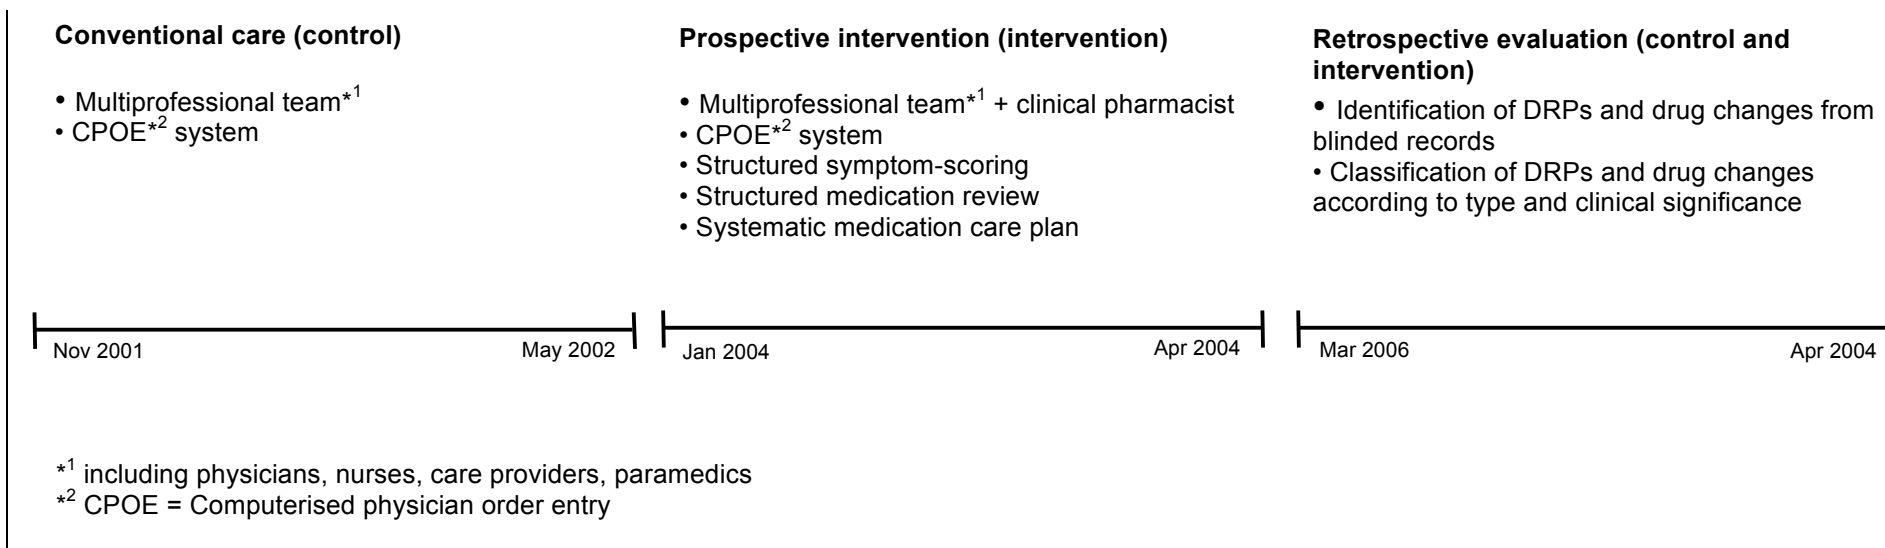 Conventional care (control)
• Multiprofessional team*1
• CPOE*2 system
Prospective intervention (intervention)
• Multiprofessional team*1 + clinical pharmacist
• CPOE*2 system
• Structured symptom-scoring
• Structured medication review
• Systematic medication care plan
Retrospective evaluation (control and
intervention)
• Identification of DRPs and drug changes from
blinded records
• Classification of DRPs and drug changes
according to type and clinical significance
Nov 2001
May 2002
Jan 2004
Apr 2004
Mar 2006
Apr 2004
*1 including physicians, nurses, care providers, paramedics
*2 CPOE = Computerised physician order entry